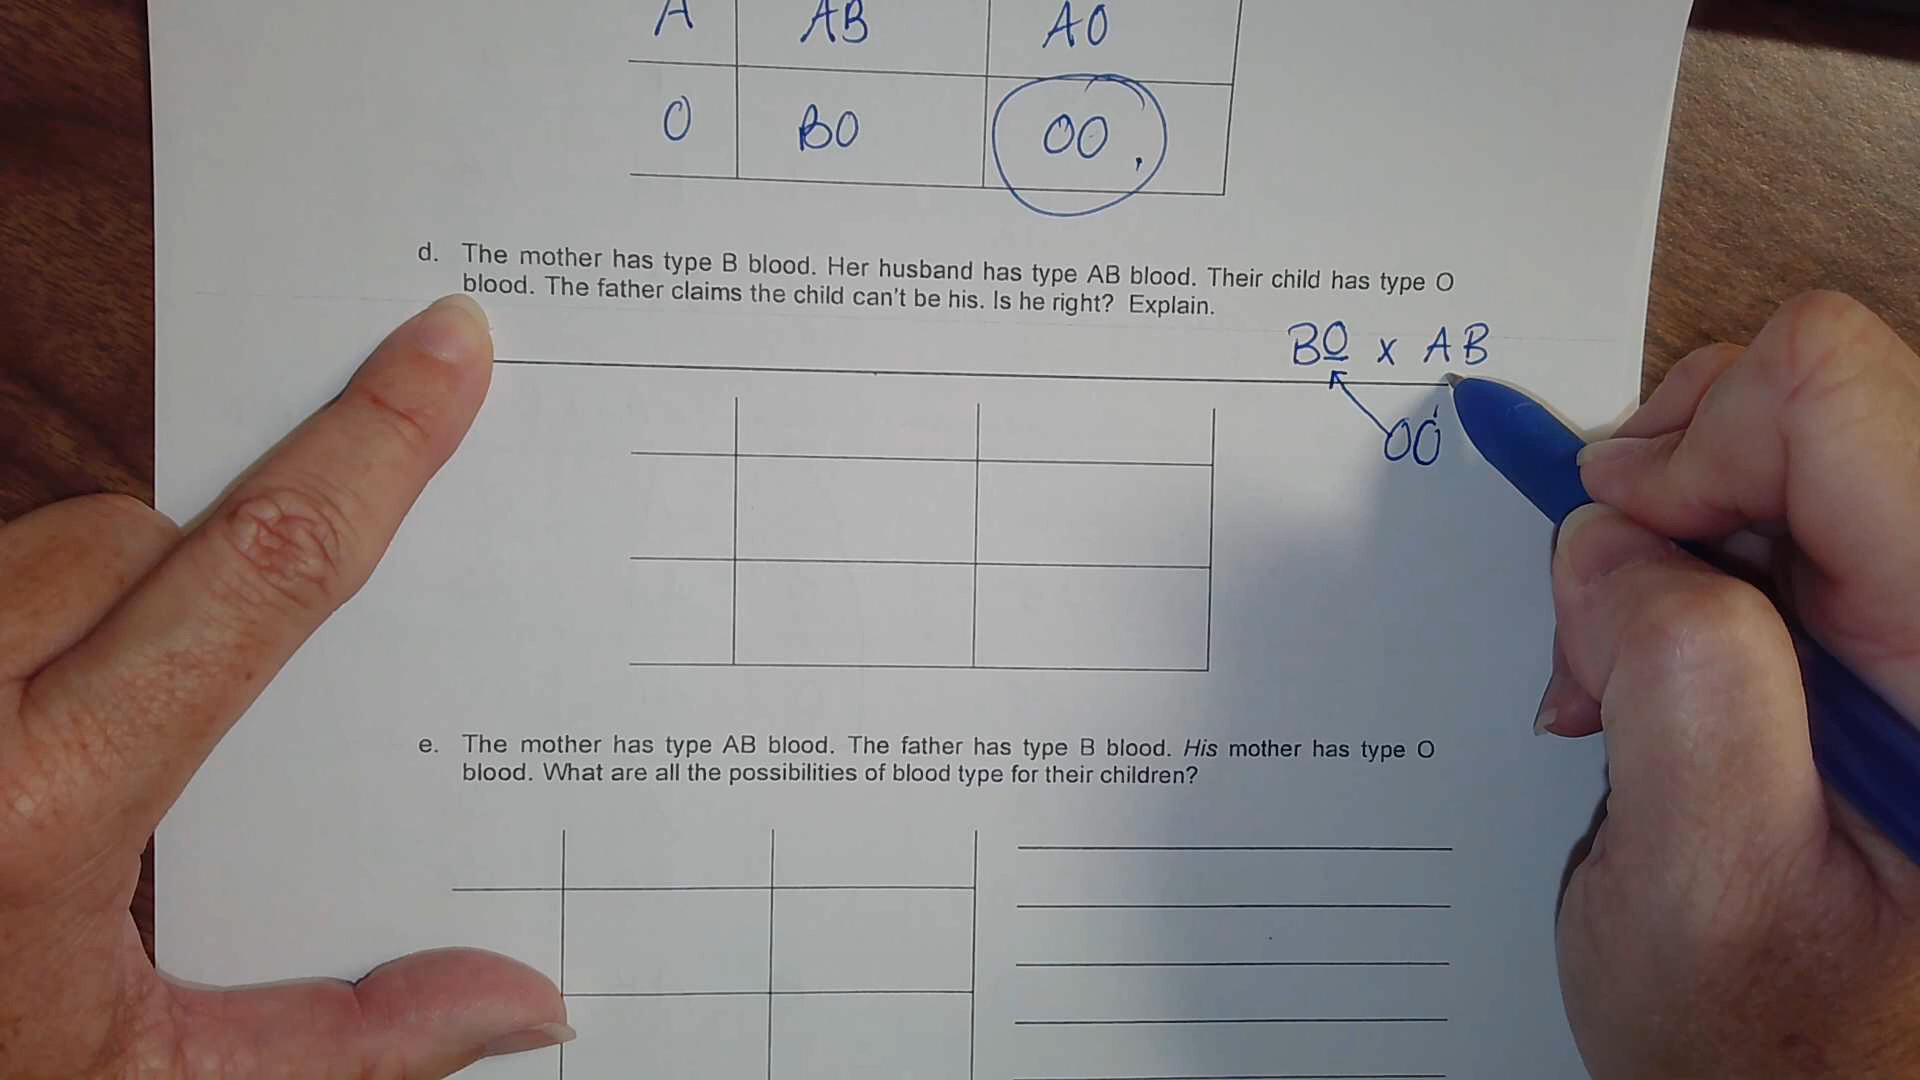 A AB AO
O BO OO
d. The mother has type B blood. Her husband has type AB blood. Their child has type O
blood. The father claims the child can't be his. Is he right? Explain.
BO x AB
OO
e. The mother has type AB blood. The father has type B blood. His mother has type O
blood. What are all the possibilities of blood type for their children?